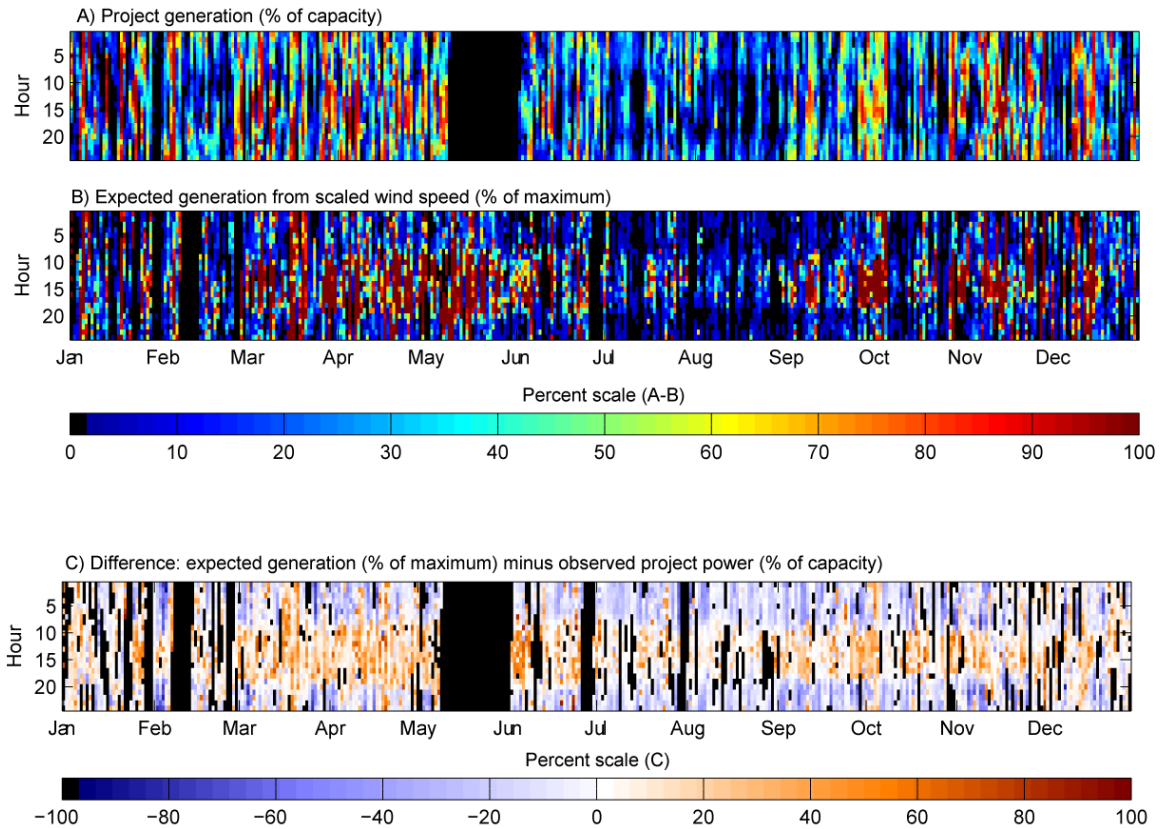 A) Project generation (% of capacity)
Hour
5
10
15
20
B) Expected generation from scaled wind speed (% of maximum)
Hour
5
10
15
20
Jan Feb Mar Apr May Jun Jul Aug Sep Oct Nov Dec
Percent scale (A-B)
0 10 20 30 40 50 60 70 80 90 100
C) Difference: expected generation (% of maximum) minus observed project power (% of capacity)
Hour
5
10
15
20
Jan Feb Mar Apr May Jun Jul Aug Sep Oct Nov Dec
Percent scale (C)
−100 −80 −60 −40 −20 0 20 40 60 80 100